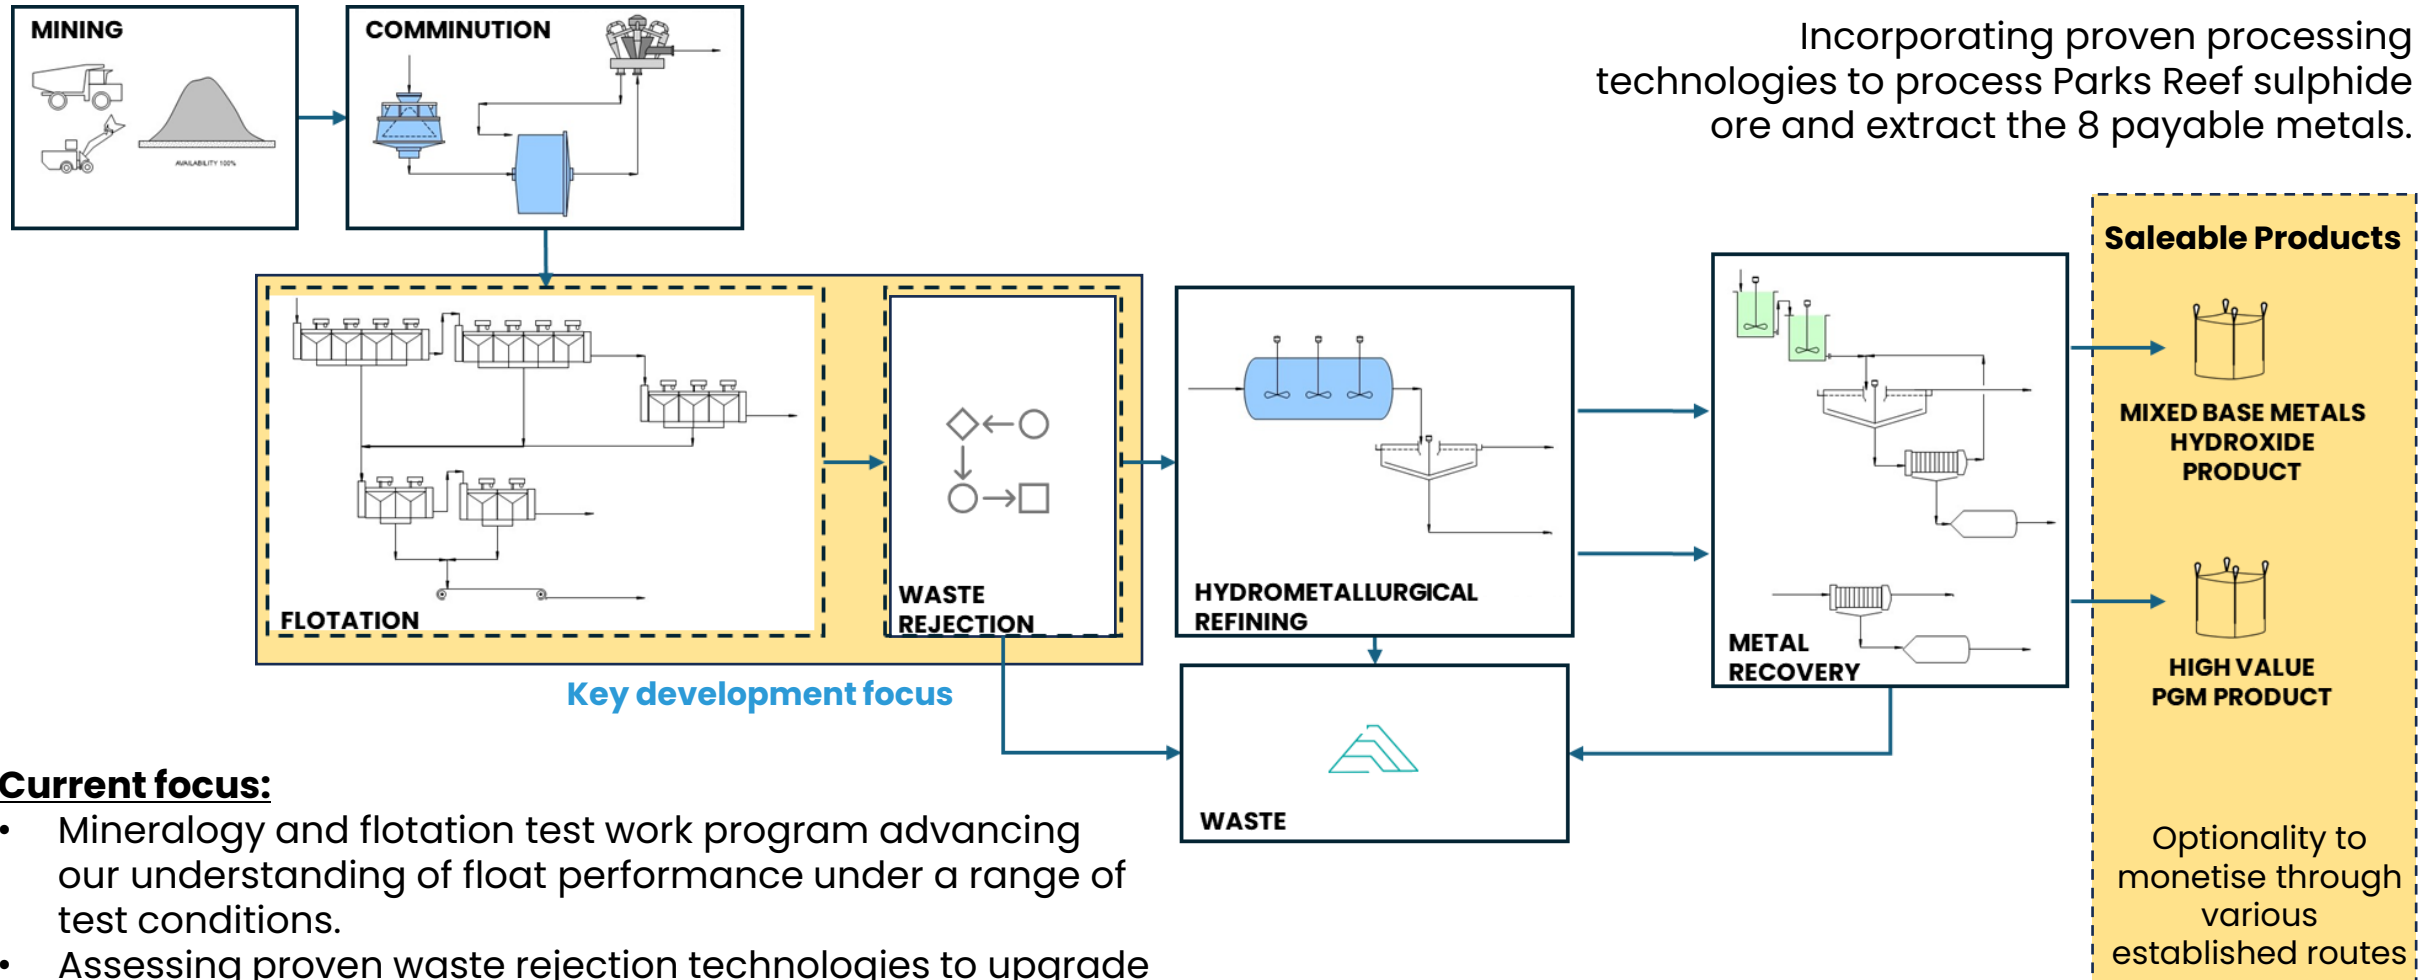 MINING
AVAILABILITY 100%
COMMINUTION
Incorporating proven processing
technologies to process Parks Reef sulphide
ore and extract the 8 payable metals.
FLOTATION
WASTE
REJECTION
HYDROMETALLURGICAL
REFINING
METAL
RECOVERY
Saleable Products
MIXED BASE METALS
HYDROXIDE
PRODUCT
HIGH VALUE
PGM PRODUCT
Optionality to
monetise through
various
established routes
Key development focus
WASTE
Current focus:
• Mineralogy and flotation test work program advancing
our understanding of float performance under a range of
test conditions.
• Assessing proven waste rejection technologies to upgrade